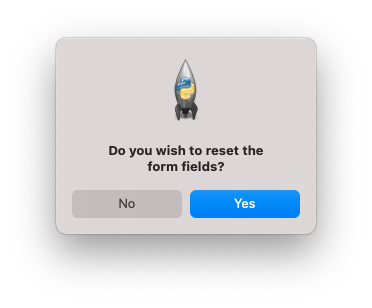 Do you wish to reset the
form fields?
No
Yes